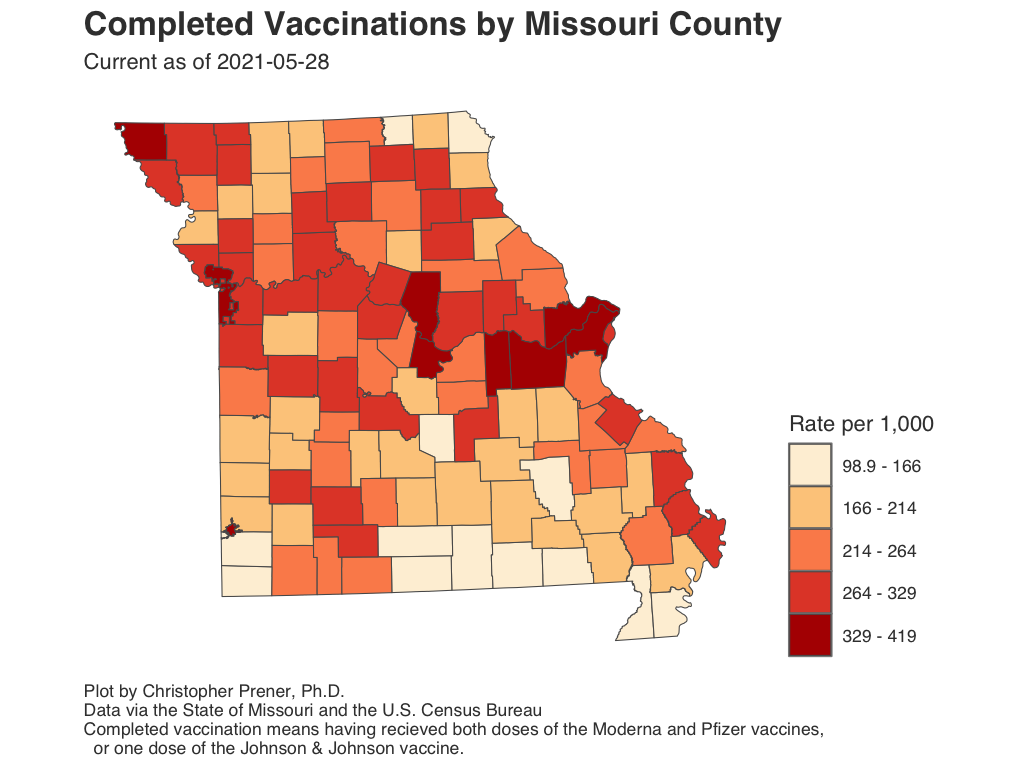 Completed Vaccinations by Missouri County
Current as of 2021-05-28
Rate per 1,000
98.9 - 166
166 - 214
214 - 264
264 - 329
329 - 419
Plot by Christopher Prener, Ph.D.
Data via the State of Missouri and the U.S. Census Bureau
Completed vaccination means having recieved both doses of the Moderna and Pfizer vaccines,
or one dose of the Johnson & Johnson vaccine.